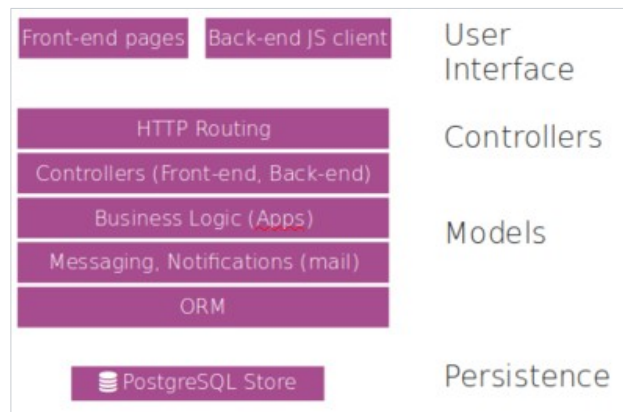 Front-end pages
Back-end JS client
User
Interface
HTTP Routing
Controllers
Controllers (Front-end, Back-end)
Business Logic (Apps)
Models
Messaging, Notifications (mail)
ORM
PostgreSQL Store
Persistence